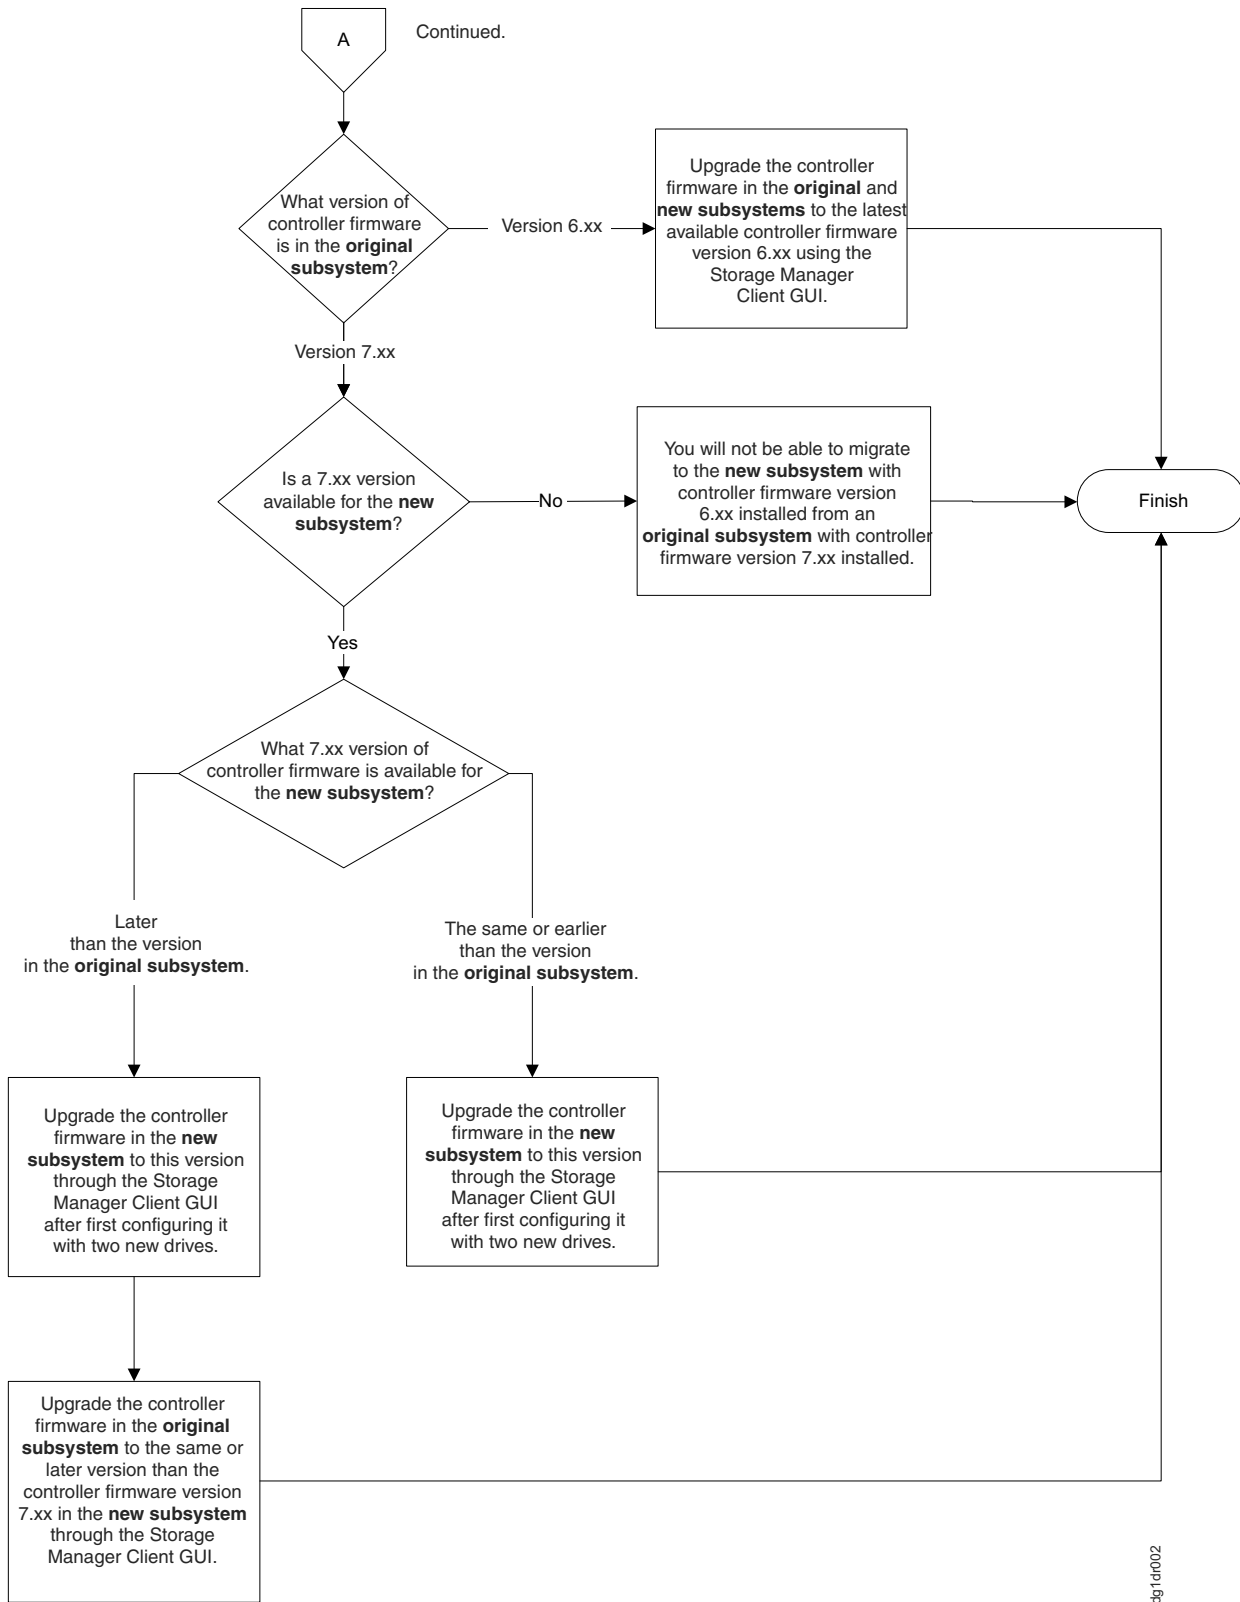 A
Continued.
What version of
controller firmware
is in the original
subsystem?
Version 6.xx
Upgrade the controller
firmware in the original and
new subsystems to the latest
available controller firmware
version 6.xx using the
Storage Manager
Client GUI.
Version 7.xx
Is a 7.xx version
available for the new
subsystem?
No
You will not be able to migrate
to the new subsystem with
controller firmware version
6.xx installed from an
original subsystem with controller
firmware version 7.xx installed.
Finish
Yes
What 7.xx version of
controller firmware is available for
the new subsystem?
Later
than the version
in the original subsystem.
The same or earlier
than the version
in the original subsystem.
Upgrade the controller
firmware in the new
subsystem to this version
through the Storage
Manager Client GUI
after first configuring it
with two new drives.
Upgrade the controller
firmware in the new
subsystem to this version
through the Storage
Manager Client GUI
after first configuring it
with two new drives.
Upgrade the controller
firmware in the original
subsystem to the same or
later version than the
controller firmware version
7.xx in the new subsystem
through the Storage
Manager Client GUI.
dg1dr002